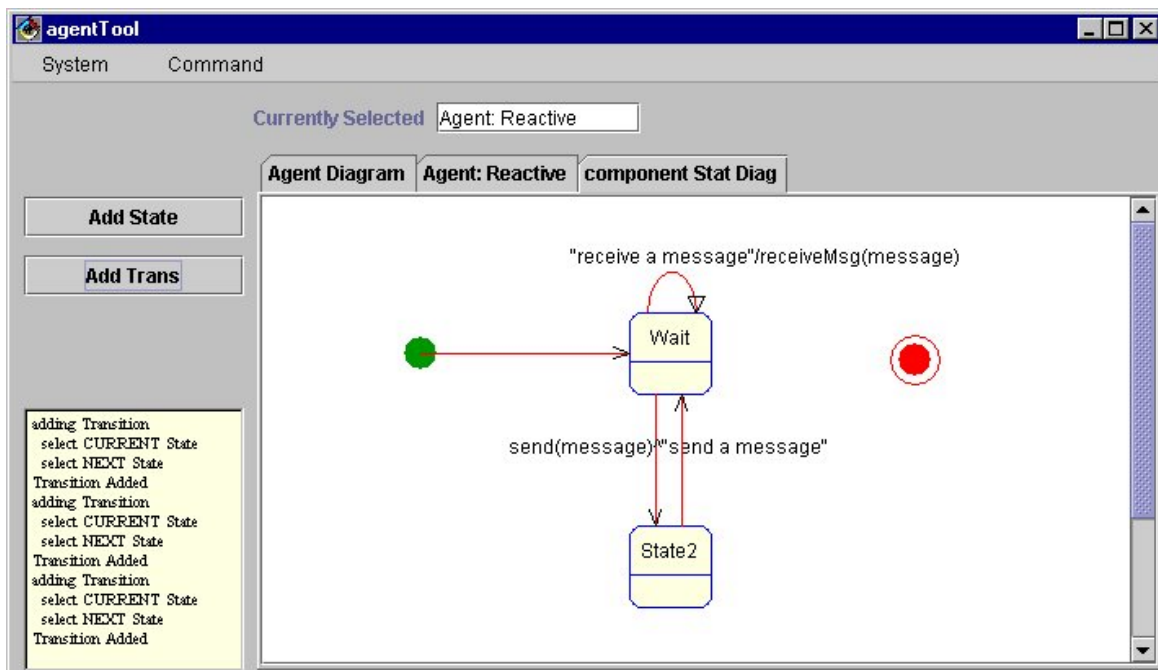 agentTool
System Command
Currently Selected Agent: Reactive
Agent Diagram Agent: Reactive component Stat Diag
Add State
Add Trans
"receive a message"/receiveMsg(message)
Wait
send(message)^"send a message"
State2
adding Transition
select CURRENT State
select NEXT State
Transition Added
adding Transition
select CURRENT State
select NEXT State
Transition Added
adding Transition
select CURRENT State
select NEXT State
Transition Added